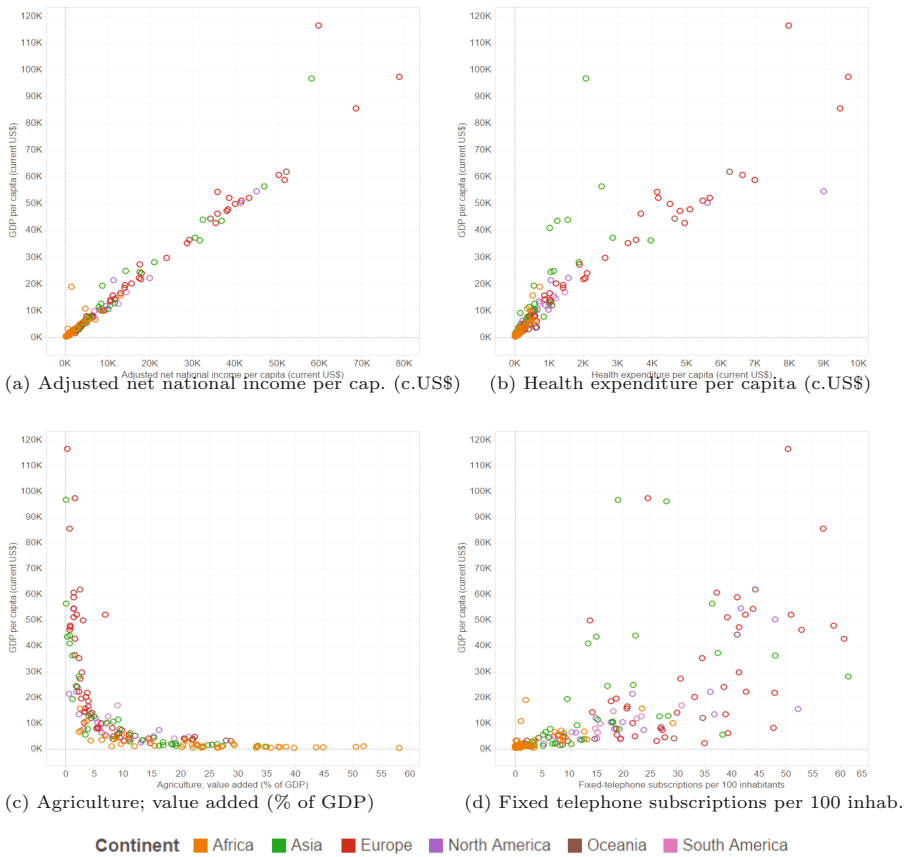 120K
110K
100K
90K
80K
70K
60K
50K
40K
30K
20K
10K
0K
GDP per capita (current US$)
0K 10K 20K 30K 40K 50K 60K 70K 80K
Adjusted net national income per capita (current US$)
(a) Adjusted net national income per cap. (c.US$)
120K
110K
100K
90K
80K
70K
60K
50K
40K
30K
20K
10K
0K
GDP per capita (current US$)
0K 1K 2K 3K 4K 5K 6K 7K 8K 9K 10K
Health expenditure per capita (current US$)
(b) Health expenditure per capita (c.US$)
120K
110K
100K
90K
80K
70K
60K
50K
40K
30K
20K
10K
0K
GDP per capita (current US$)
0 5 10 15 20 25 30 35 40 45 50 55 60
Agriculture; value added (% of GDP)
(c) Agriculture; value added (% of GDP)
120K
110K
100K
90K
80K
70K
60K
50K
40K
30K
20K
10K
0K
GDP per capita (current US$)
0 5 10 15 20 25 30 35 40 45 50 55 60 65
Fixed-telephone subscriptions per 100 inhabitants
(d) Fixed telephone subscriptions per 100 inhab.
Continent Africa Asia Europe North America Oceania South America